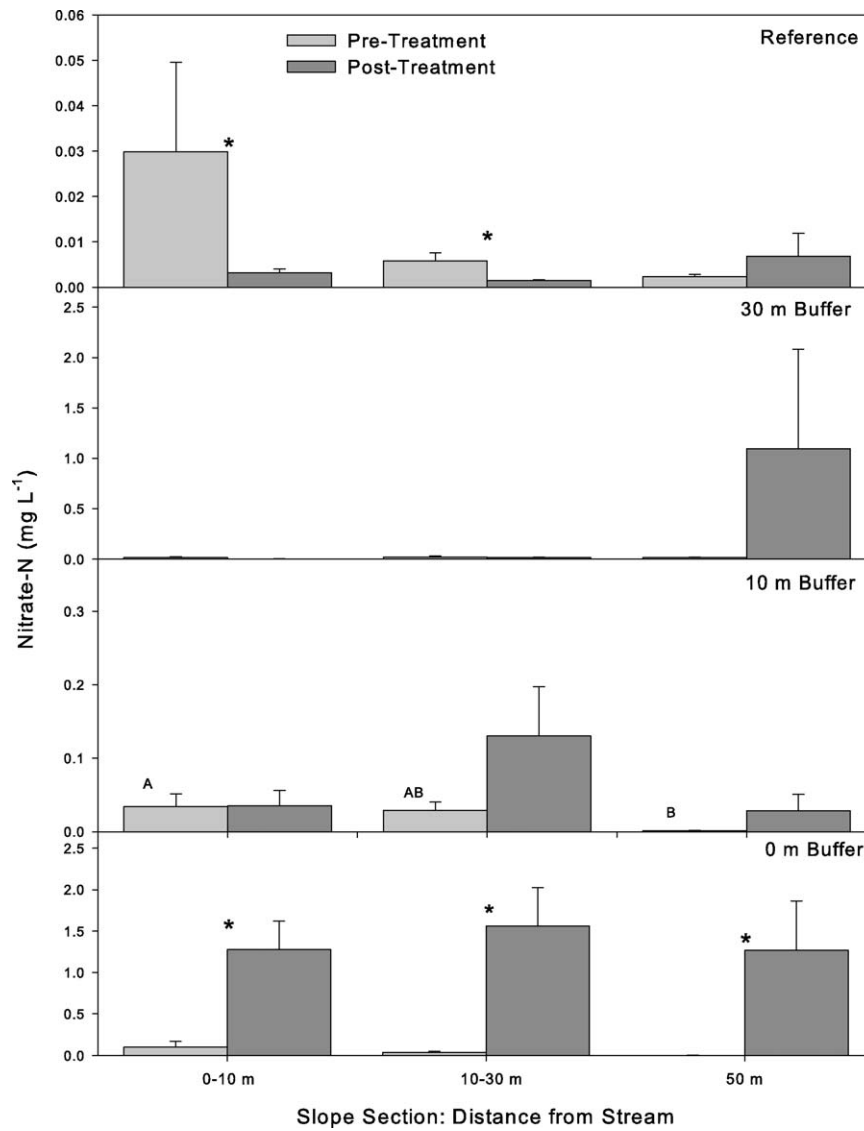 0.06
Pre-Treatment
Reference
0.05
Post-Treatment
0.04
0.03
*
0.02
0.01
*
0.00
30 m Buffer
2.5
2.0
1.5
1.0
0.5
0.0
10 m Buffer
0.3
0.2
0.1
A
AB
B
0.0
0 m Buffer
2.5
2.0
1.5
*
*
*
1.0
0.5
0.0
0-10 m
10-30 m
50 m
Nitrate-N (mg L⁻¹)
Slope Section: Distance from Stream